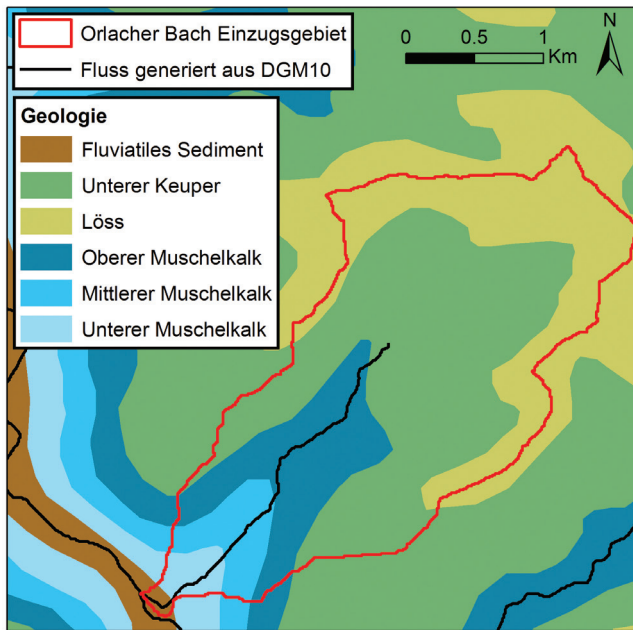 Orlacher Bach Einzugsgebiet
Fluss generiert aus DGM10
0 0.5 1
Km
N
Geologie
Fluviatiles Sediment
Unterer Keuper
Löss
Oberer Muschelkalk
Mittlerer Muschelkalk
Unterer Muschelkalk